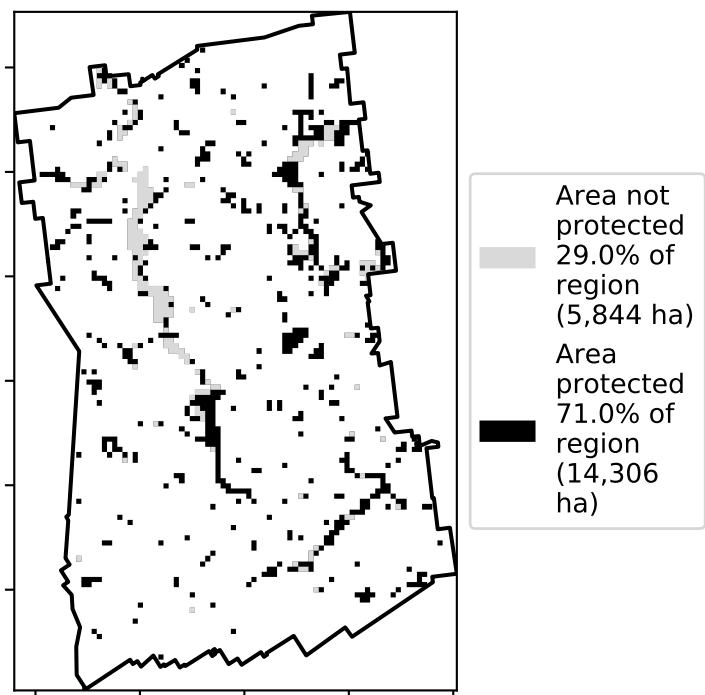 Area not
protected
29.0% of
region
(5,844 ha)
Area
protected
71.0% of
region
(14,306
ha)